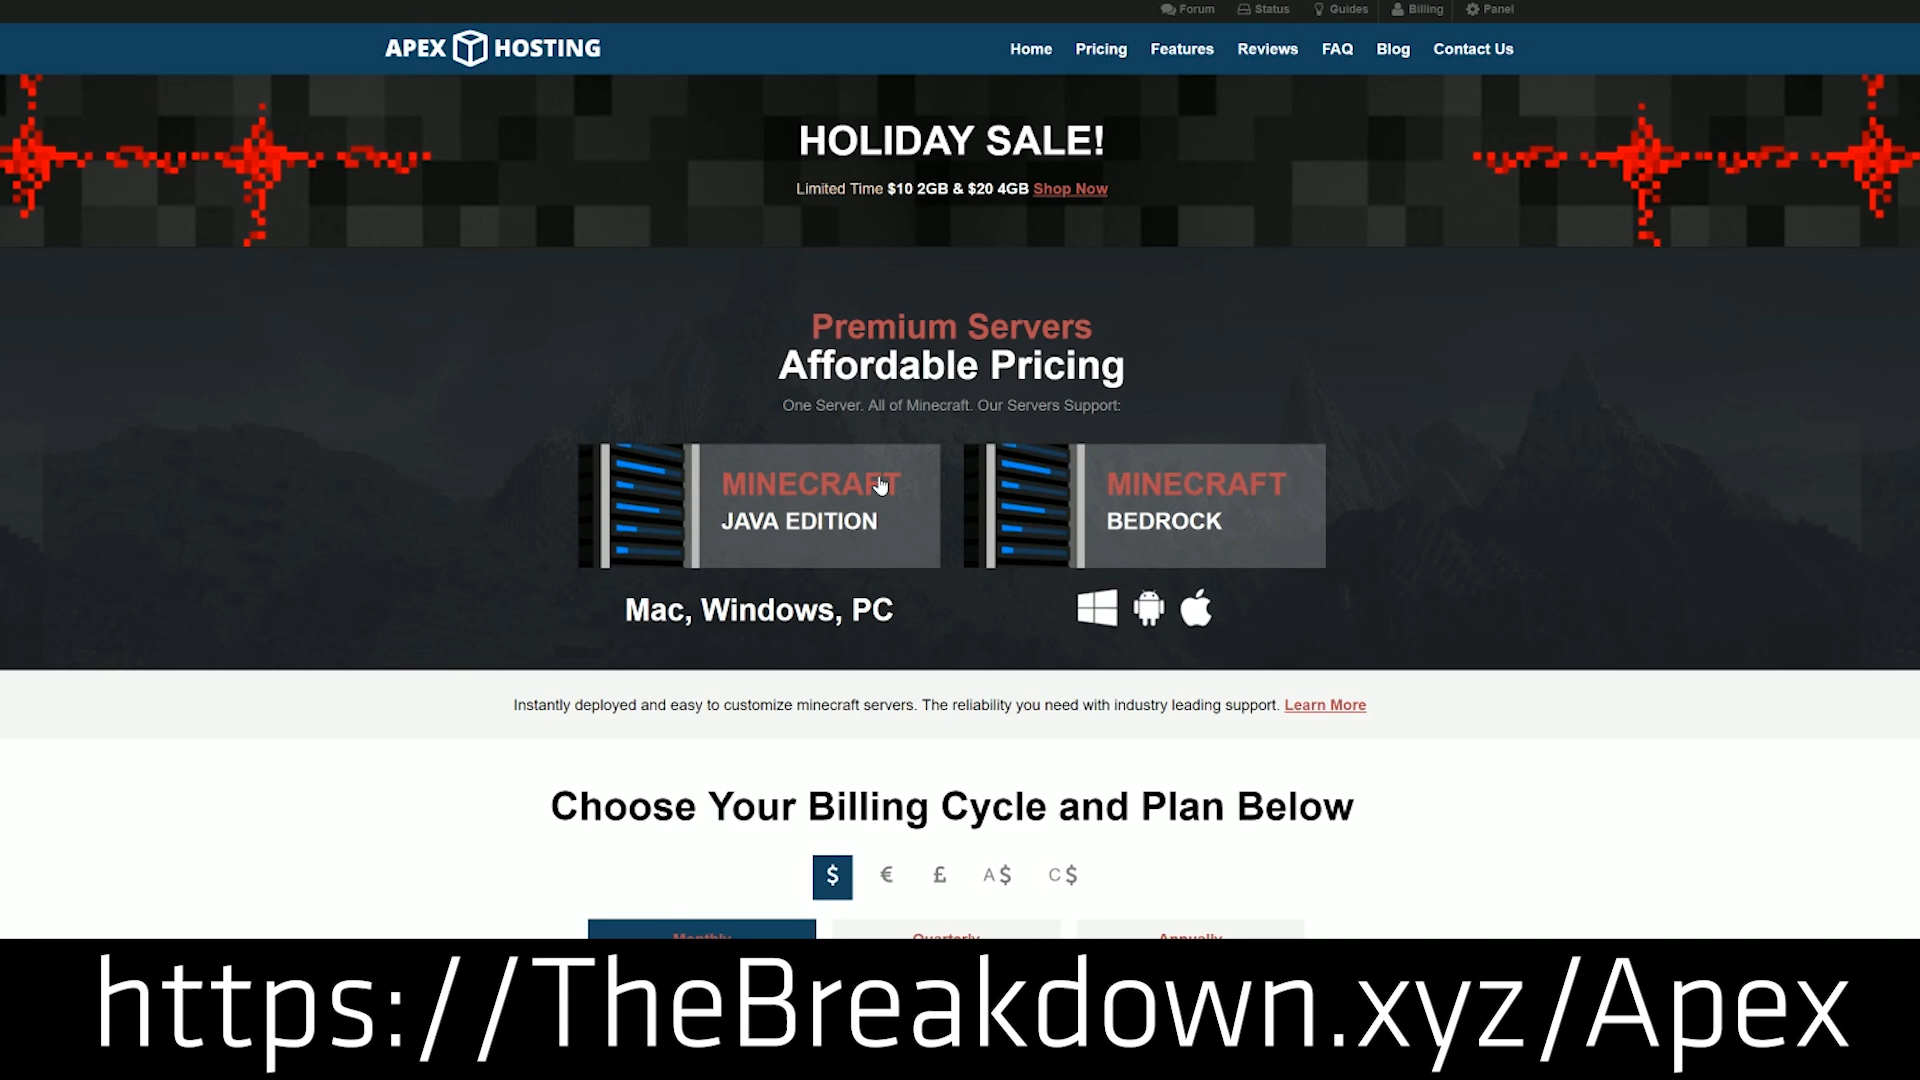 Forum Status Guides Billing Panel
APEX HOSTING
Home Pricing Features Reviews FAQ Blog Contact Us
HOLIDAY SALE!
Limited Time $10 2GB & $20 4GB Shop Now
Premium Servers
Affordable Pricing
One Server. All of Minecraft. Our Servers Support:
MINECRAFT
JAVA EDITION
MINECRAFT
BEDROCK
Mac, Windows, PC
Instantly deployed and easy to customize minecraft servers. The reliability you need with industry leading support. Learn More
Choose Your Billing Cycle and Plan Below
$ € £ A$ C$
Monthly Quarterly Annually
https://TheBreakdown.xyz/Apex